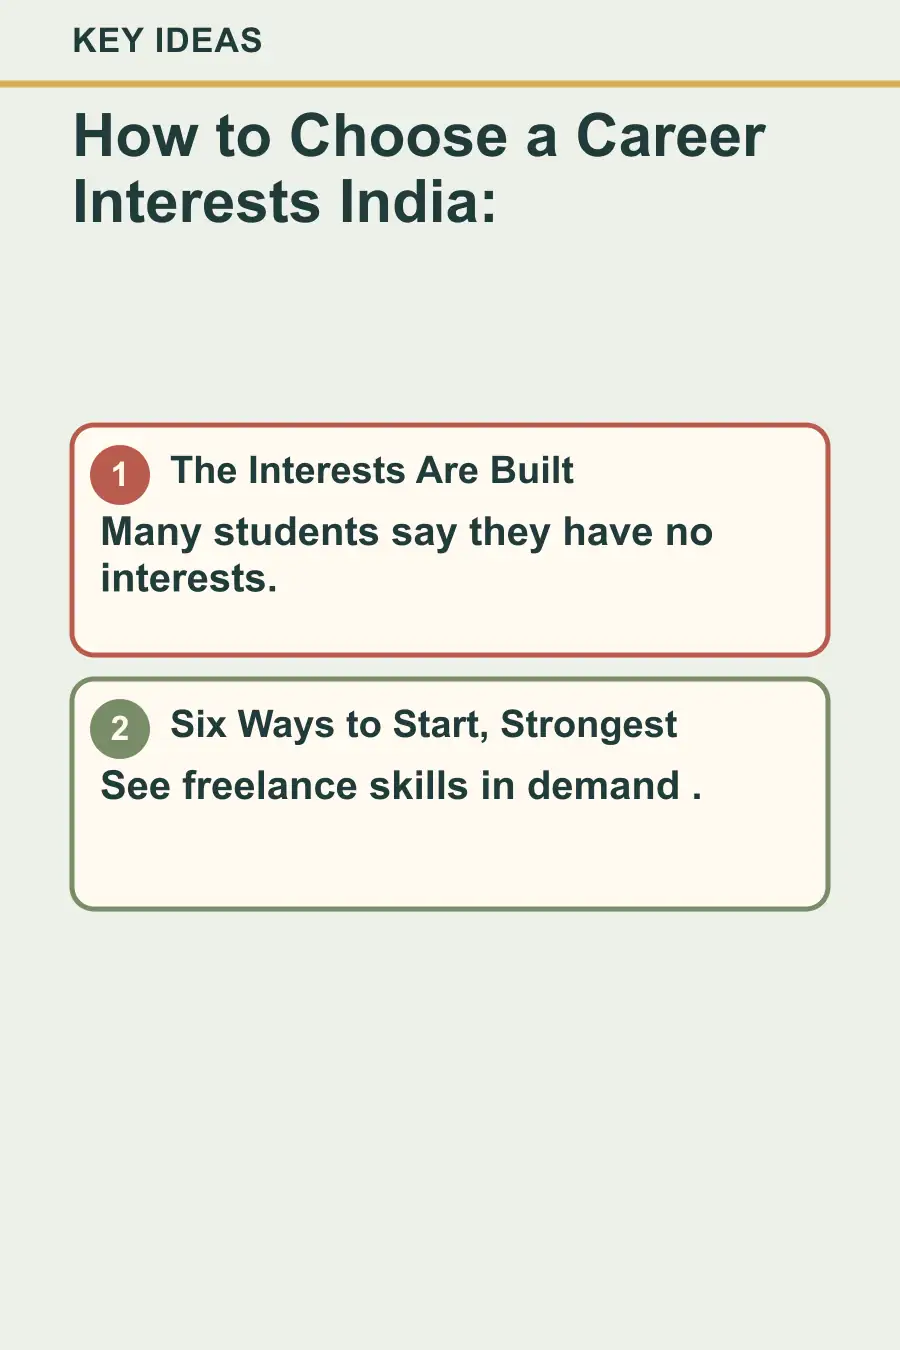 KEY IDEAS
How to Choose a Career
Interests India:
1 The Interests Are Built
Many students say they have no
interests.
2 Six Ways to Start, Strongest
See freelance skills in demand .